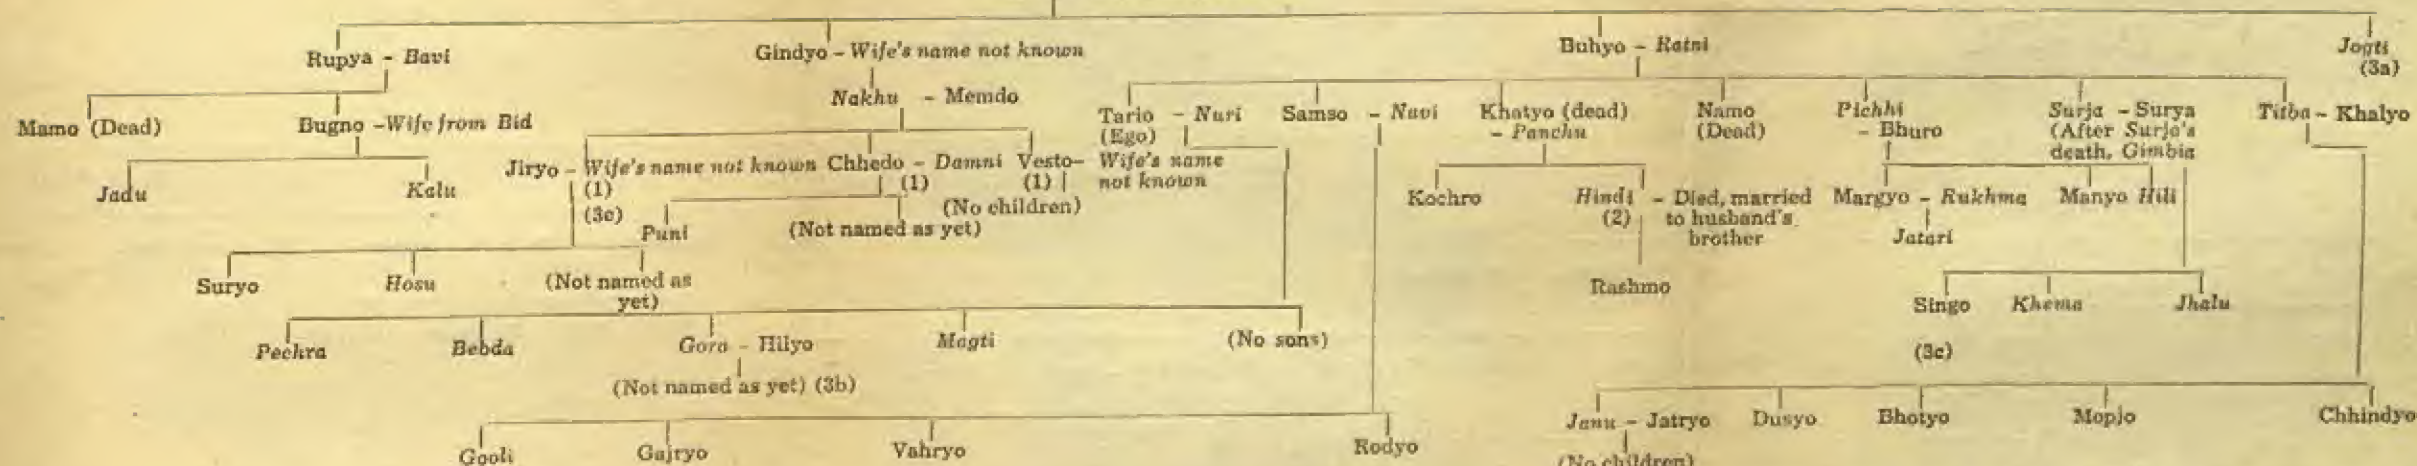 Rupya - Bavi
Gindyo - Wife's name not known
Buhyo - Ratni
Jogti
(3a)
Mamo (Dead)
Bugno - Wife from Bid
Nakhu - Memdo
Tario - Nuri
(Ego)
Samso - Nuvi
Khatyo (dead)
- Panchu
Namo
(Dead)
Pichhi
- Bhuro
Surja - Surya
(After Surja's
death, Gimbia
Titba - Khalyo
Jadu
Kalu
Jiryo - Wife's name not known
(1)
(3c)
Chhedo - Damni
(1)
Vesto- Wife's name
(1) not known
(No children)
Puni
(Not named as yet)
Kochro
Hindi - Died, married
(2) to husband's
brother
Margyo - Rukhma
Manyo
Hili
Jatari
Suryo
Hosu
(Not named as
yet)
Rashmo
Singo
Khema
Jhalu
(3c)
Pechra
Bebda
Gora - Hilyo
Magti
(No sons)
(Not named as yet) (3b)
Janu - Jatryo
Dusyo
Bhotyo
Mopjo
Chhindyo
(No children)
Gooli
Gajryo
Vahryo
Rodyo